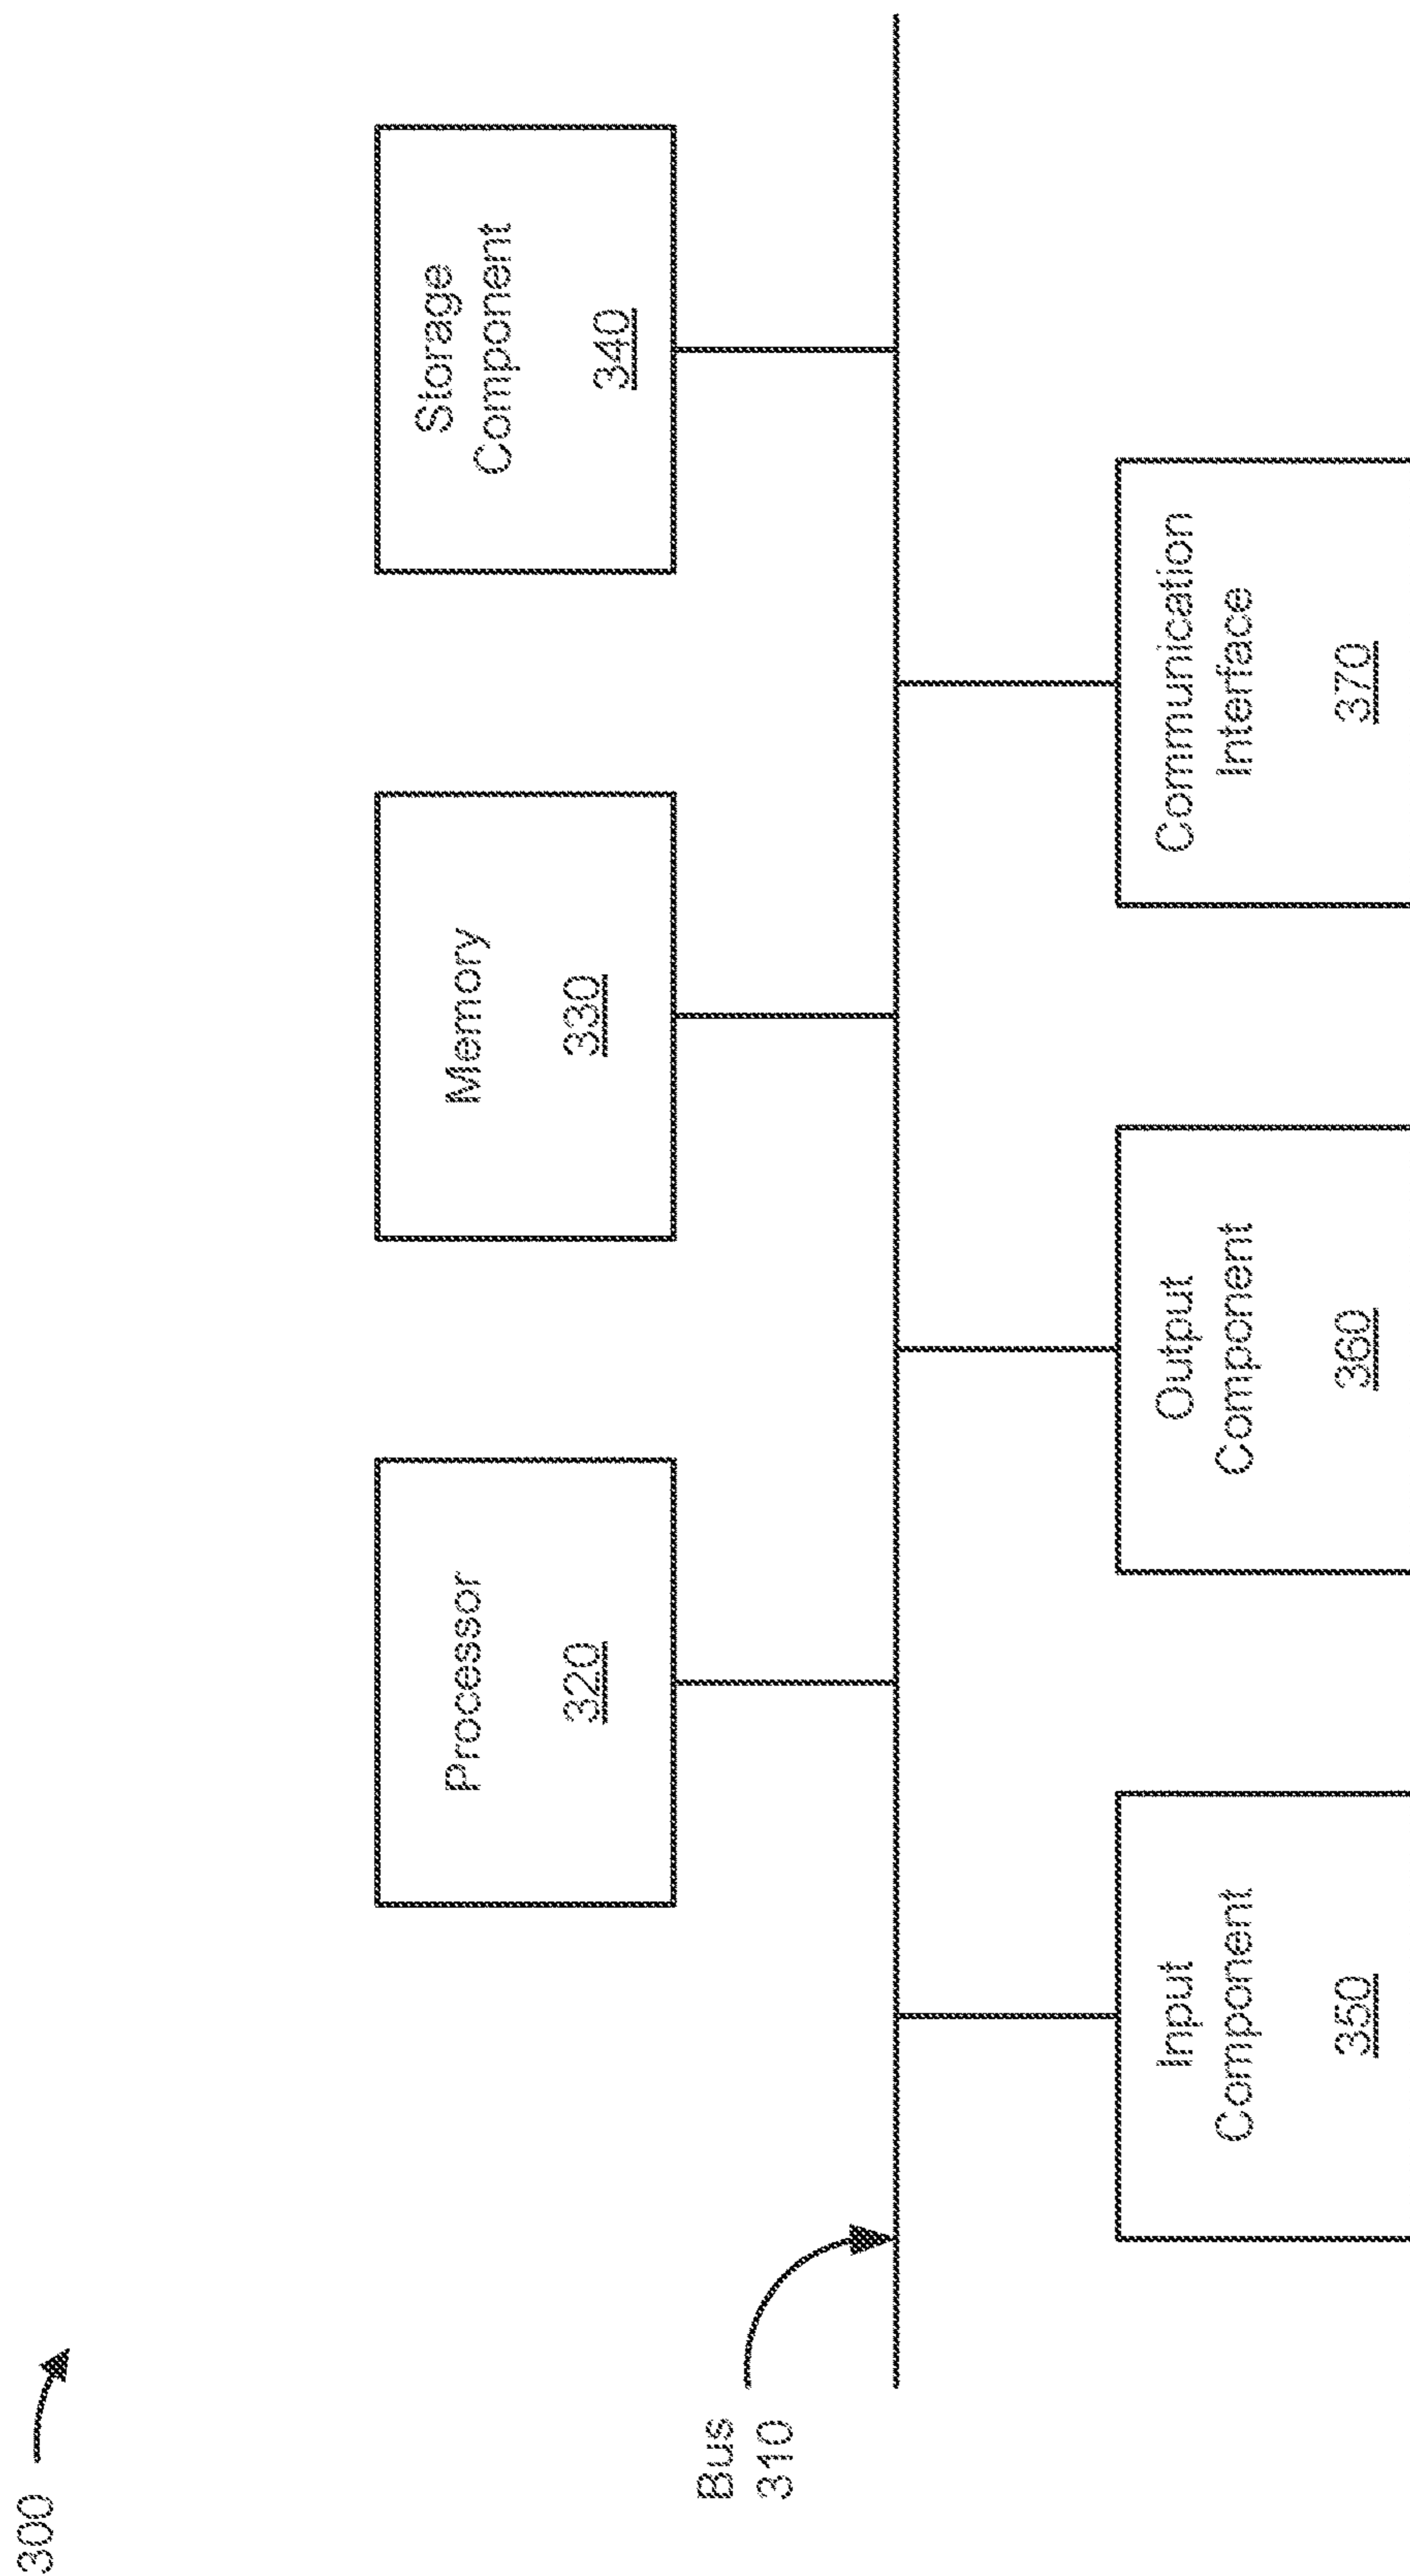 300
Bus
310
Processor
320
Memory
330
Storage
Component
340
Input
Component
350
Output
Component
360
Communication
Interface
370